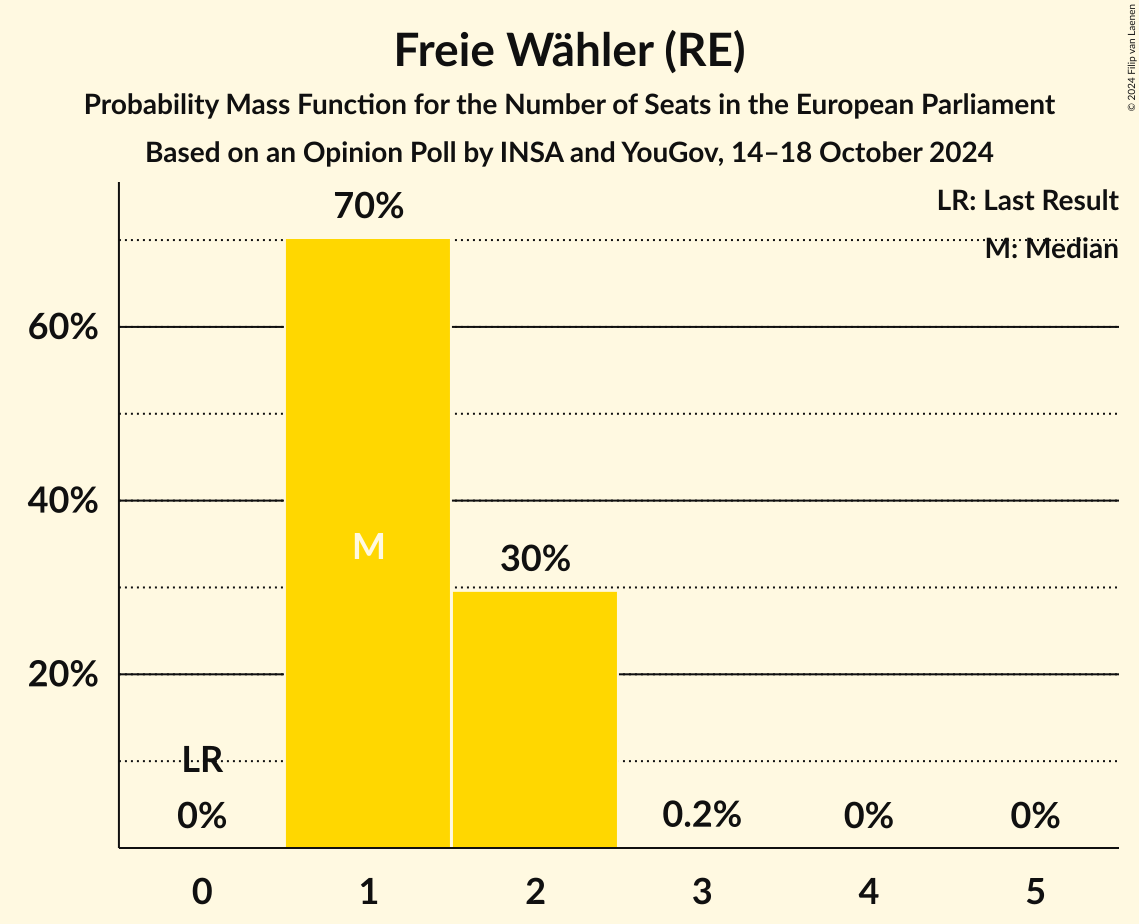 Freie Wähler (RE)
Probability Mass Function for the Number of Seats in the European Parliament
Based on an Opinion Poll by INSA and YouGov, 14–18 October 2024
© 2024 Filip van Laenen
LR: Last Result
M: Median
70%
60%
M
40%
30%
20%
LR
0%
0.2%
0%
0%
0 1 2 3 4 5